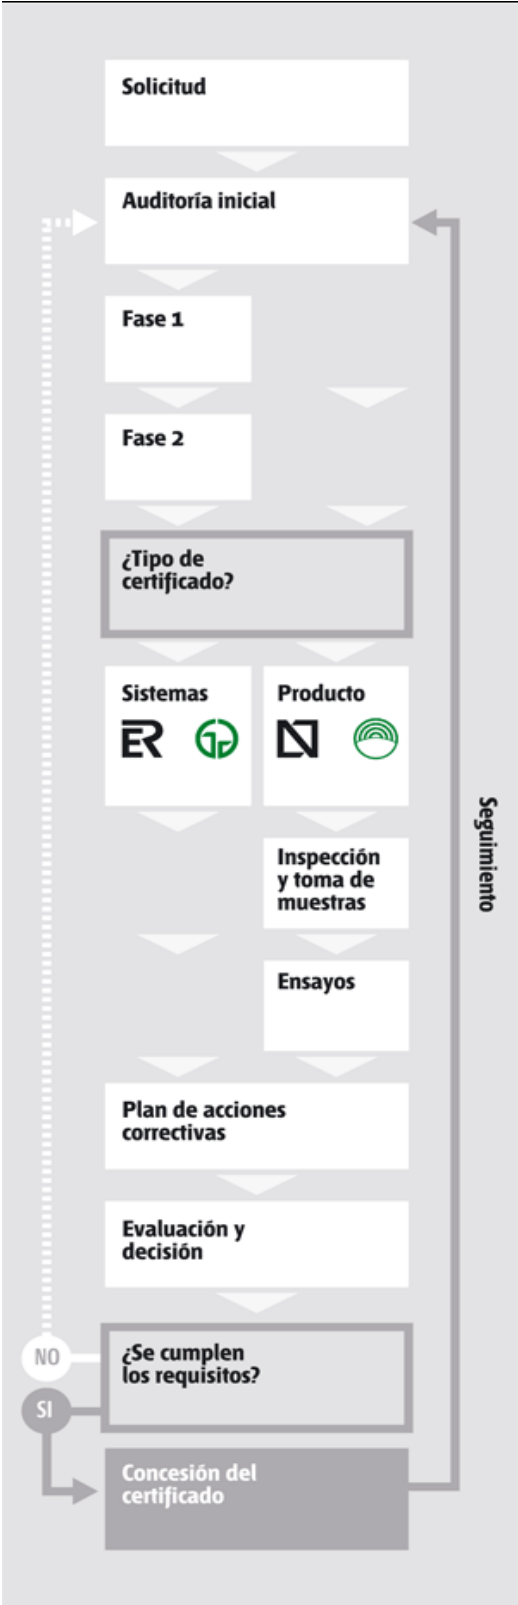 Solicitud
Auditoría inicial
Fase 1
Fase 2
¿Tipo de
certificado?
Sistemas
ER
Producto
N
Inspección
y toma de
muestras
Ensayos
Plan de acciones
correctivas
Evaluación y
decisión
NO
¿Se cumplen
los requisitos?
SI
Concesión del
certificado
Seguimiento